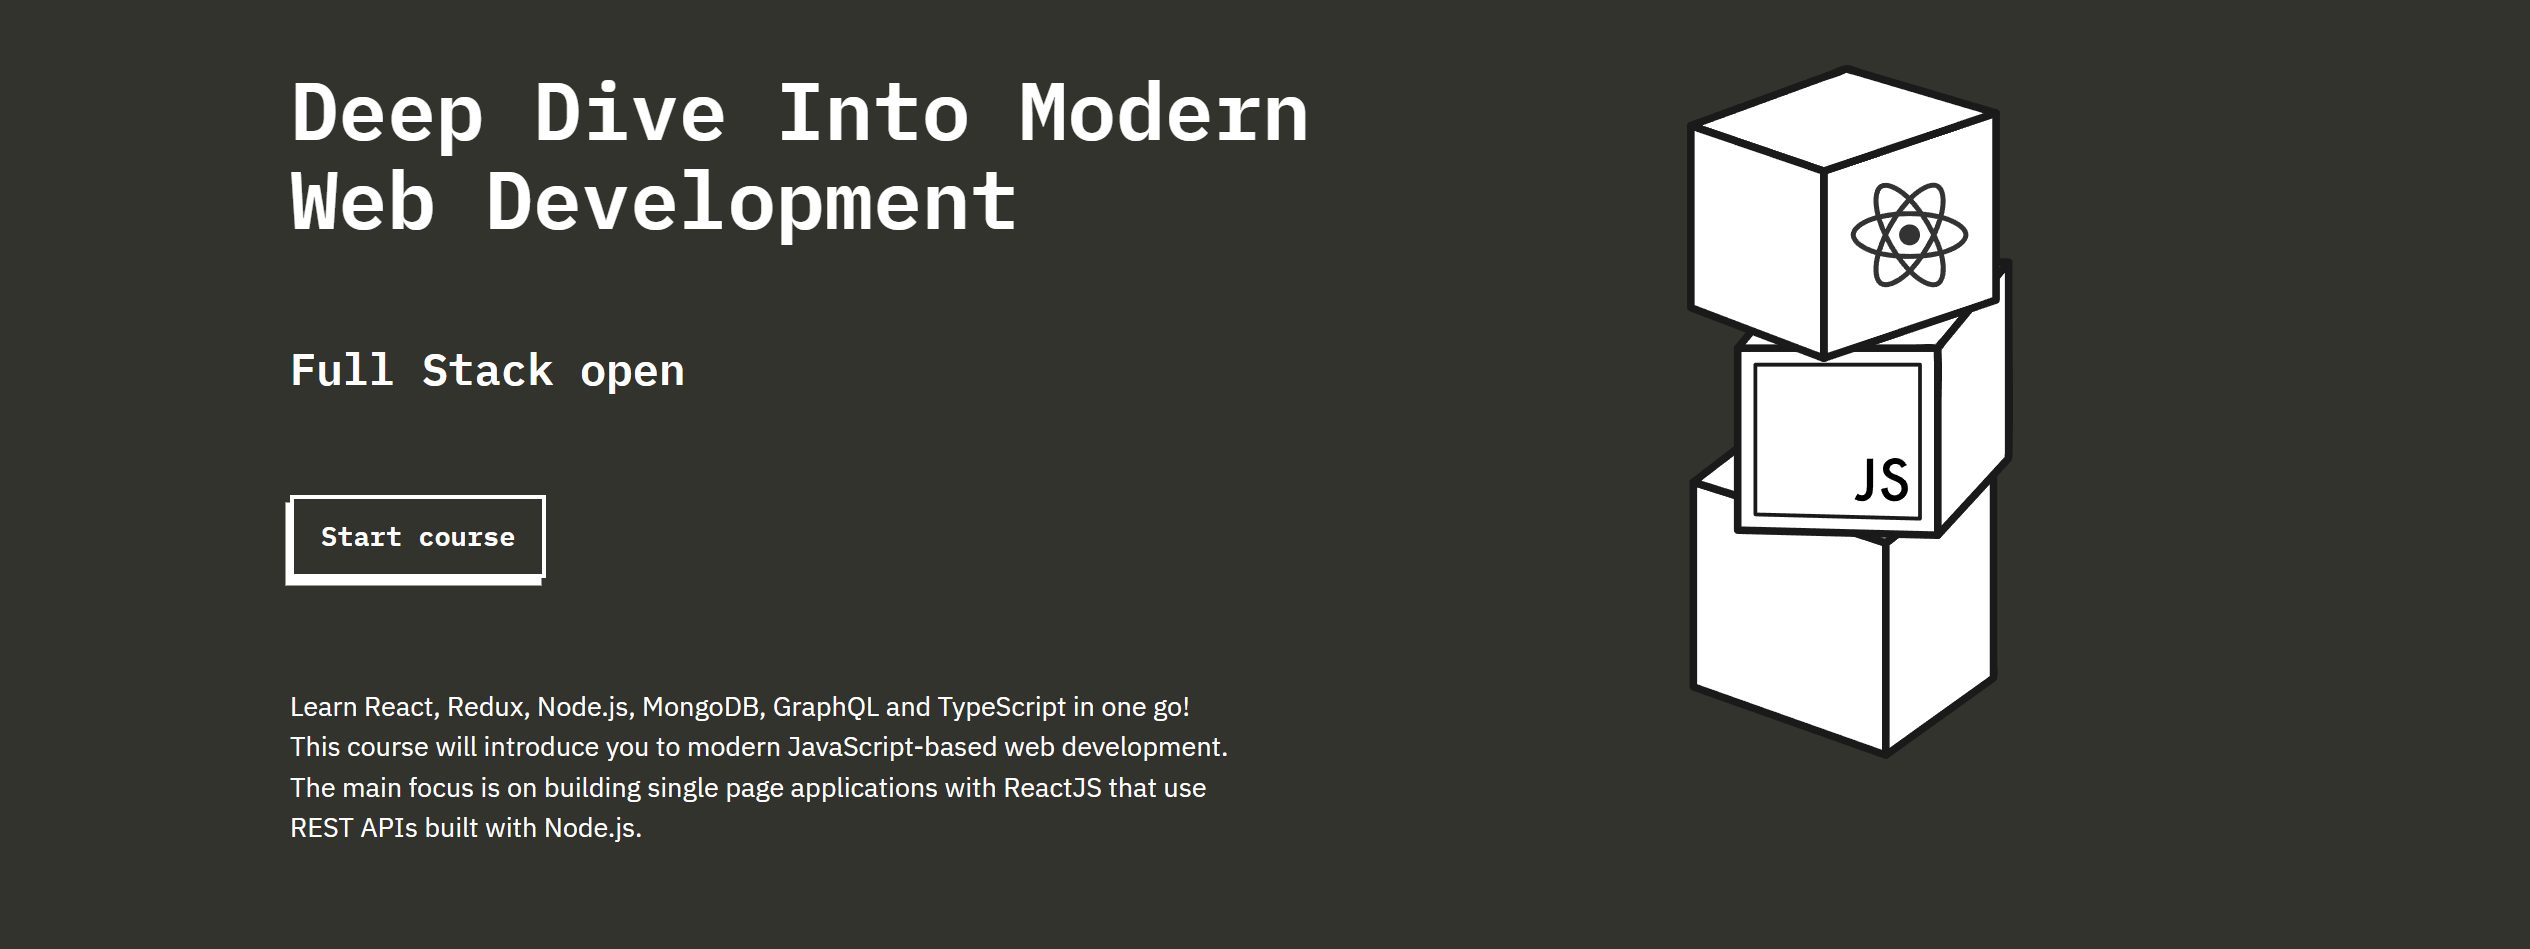 Deep Dive Into Modern
Web Development
Full Stack open
Start course
Learn React, Redux, Node.js, MongoDB, GraphQL and TypeScript in one go!
This course will introduce you to modern JavaScript-based web development.
The main focus is on building single page applications with ReactJS that use
REST APIs built with Node.js.
JS